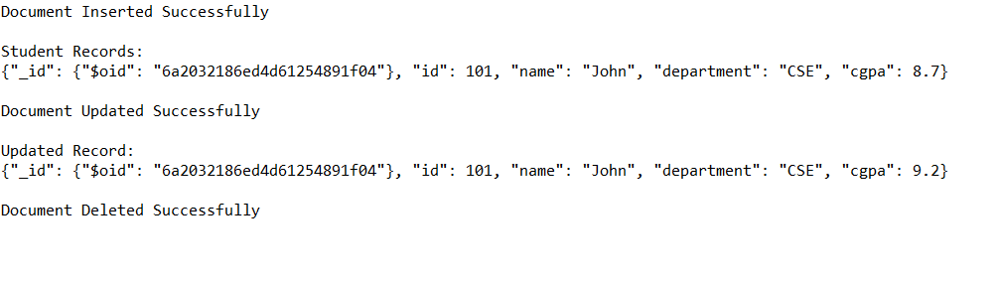 Document Inserted Successfully
Student Records:
{"_id": {"$oid": "6a2032186ed4d61254891f04"}, "id": 101, "name": "John", "department": "CSE", "cgpa": 8.7}
Document Updated Successfully
Updated Record:
{"_id": {"$oid": "6a2032186ed4d61254891f04"}, "id": 101, "name": "John", "department": "CSE", "cgpa": 9.2}
Document Deleted Successfully